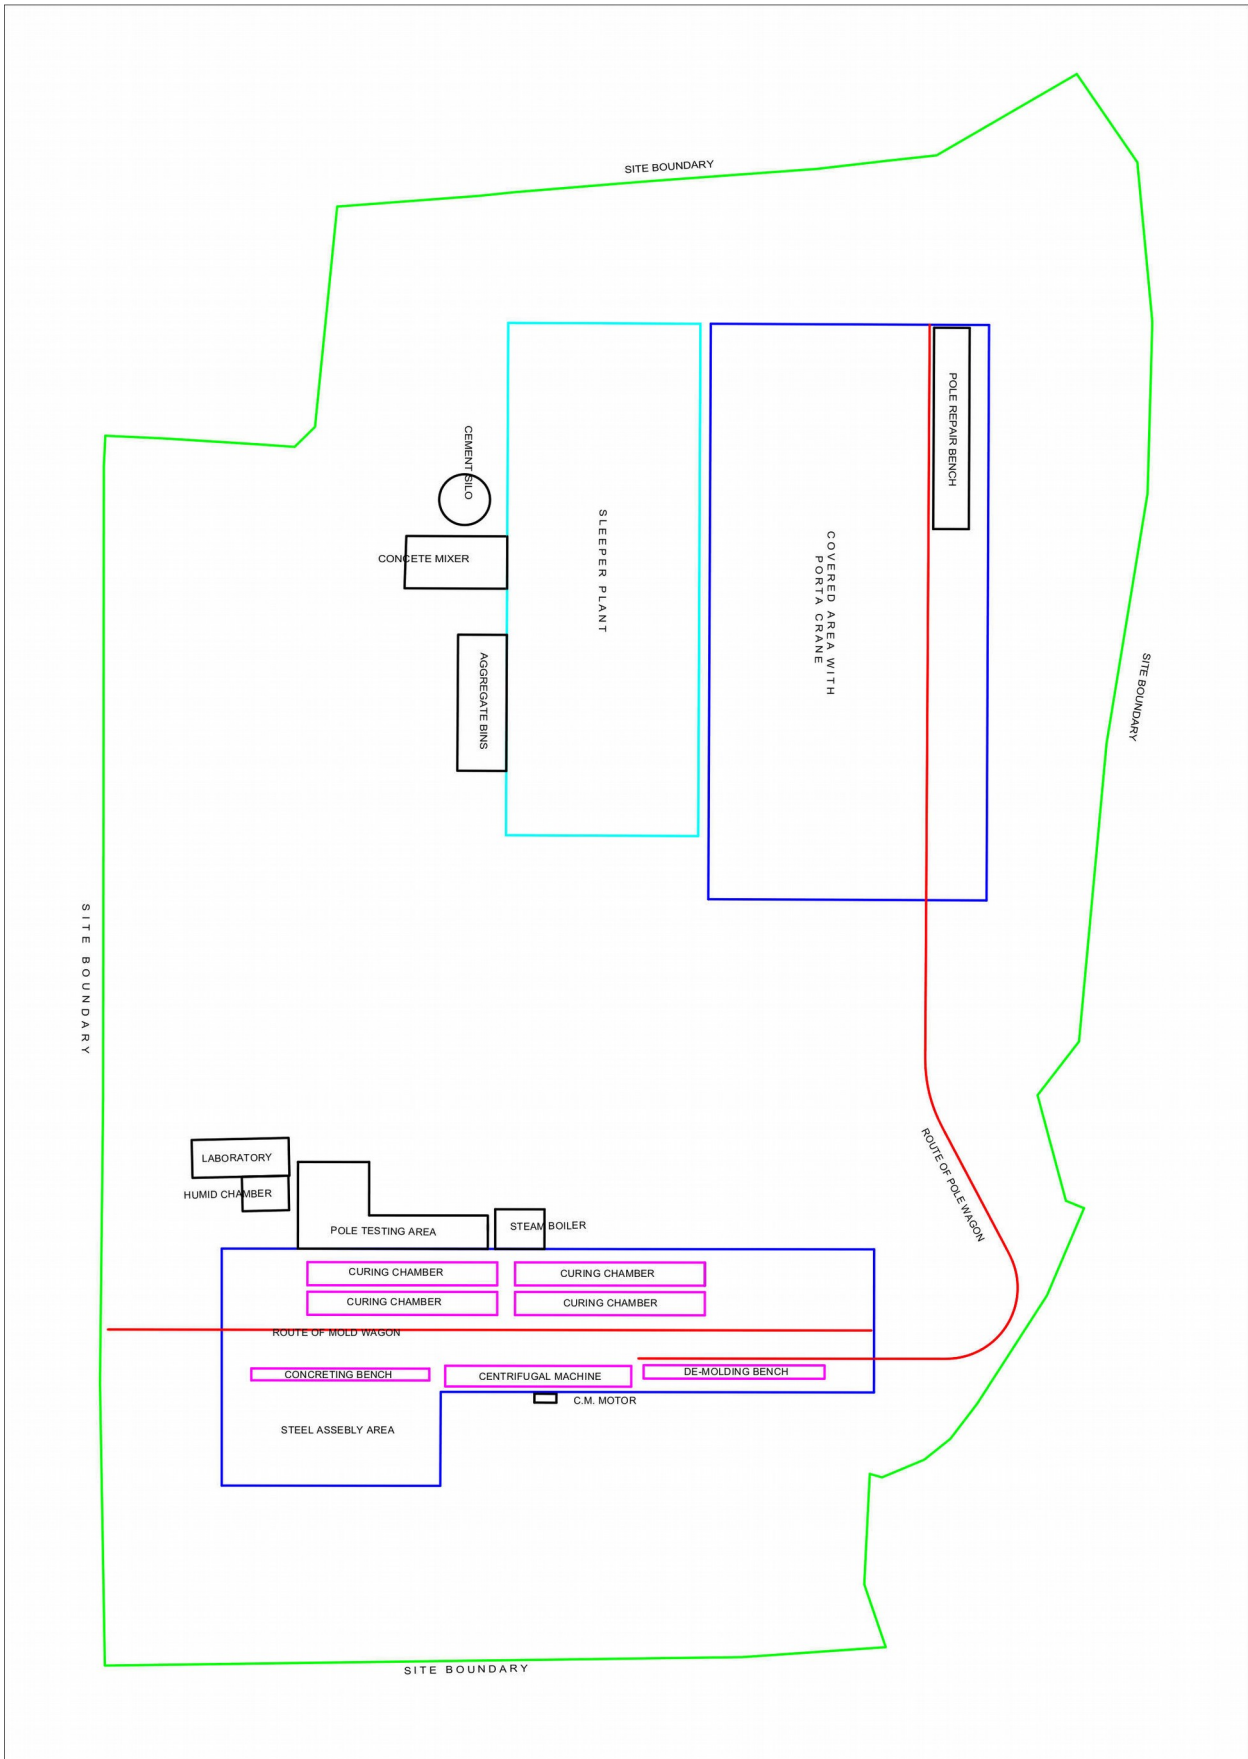 SITE BOUNDARY
POLE REPAIR BENCH
CEMENT SILO
SLEEPER PLANT
COVERED AREA WITH
PORTA CRANE
CONCETE MIXER
AGGREGATE BINS
SITE BOUNDARY
SITE BOUNDARY
ROUTE OF POLE WAGON
LABORATORY
HUMID CHAMBER
POLE TESTING AREA
STEAM BOILER
CURING CHAMBER
CURING CHAMBER
CURING CHAMBER
CURING CHAMBER
ROUTE OF MOLD WAGON
CONCRETING BENCH
CENTRIFUGAL MACHINE
DE-MOLDING BENCH
C.M. MOTOR
STEEL ASSEBLY AREA
SITE BOUNDARY